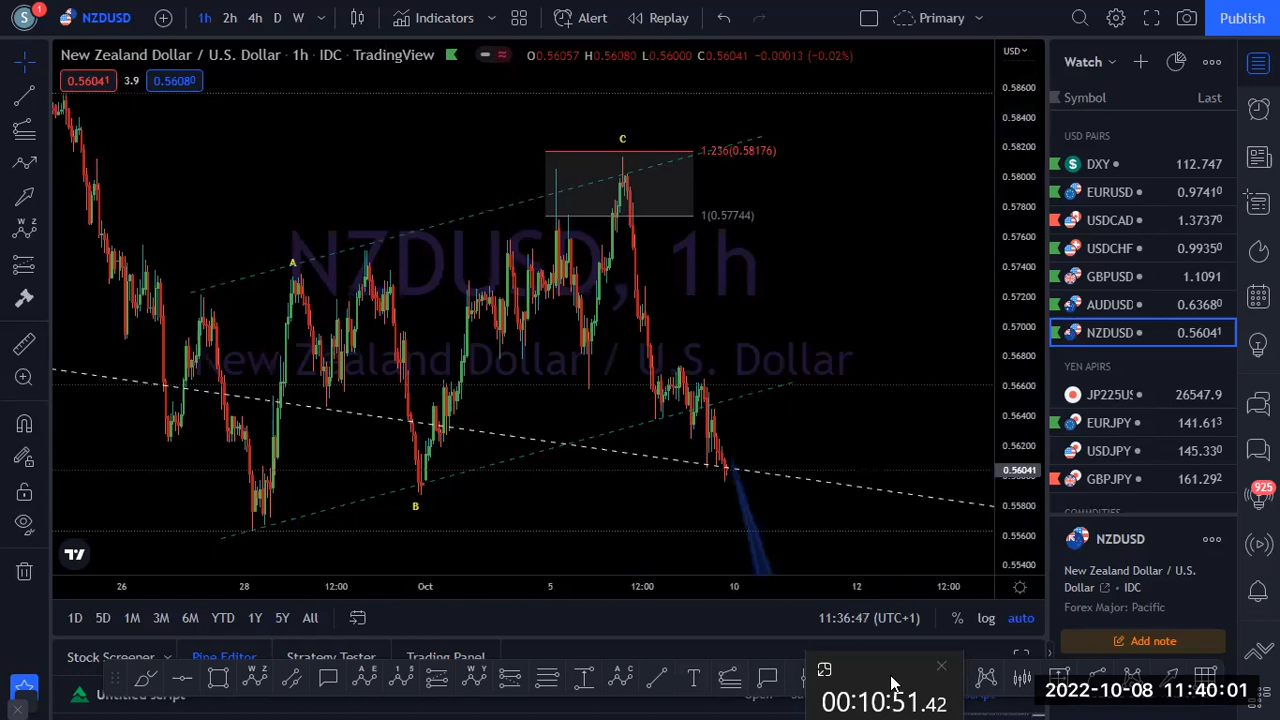 S 1 NZDUSD 1h 2h 4h D W Indicators Alert Replay Primary Publish
New Zealand Dollar / U.S. Dollar · 1h · IDC · TradingView O0.56057 H0.56080 L0.56000 C0.56041 −0.00013 (−0.02%)
0.56041 3.9 0.56080
USD
0.58600
0.58200
0.58000
0.57800
0.57600
0.57400
0.57200
0.57000
0.56800
0.56600
0.56400
0.56200
0.56041
0.55800
0.55600
0.55400
C
1.236(0.58176)
1(0.57744)
A
B
NZDUSD, 1h
New Zealand Dollar / U.S. Dollar
26 28 12:00 Oct 5 12:00 10 12 12:00
1D 5D 1M 3M 6M YTD 1Y 5Y All 11:36:47 (UTC+1) % log auto
Stock Screener Pine Editor Strategy Tester Trading Panel
Untitled script
00:10:51.42
2022-10-08 11:40:01
Watch
Symbol Last
USD PAIRS
DXY 112.747
EURUSD 0.97410
USDCAD 1.37370
USDCHF 0.99350
GBPUSD 1.1091
AUDUSD 0.63680
NZDUSD 0.56041
YEN APIRS
JP225US 26547.9
EURJPY 141.613
USDJPY 145.330
GBPJPY 161.292
NZDUSD
New Zealand Dollar / U.S.
Dollar · IDC
Forex Major: Pacific
Add note
925